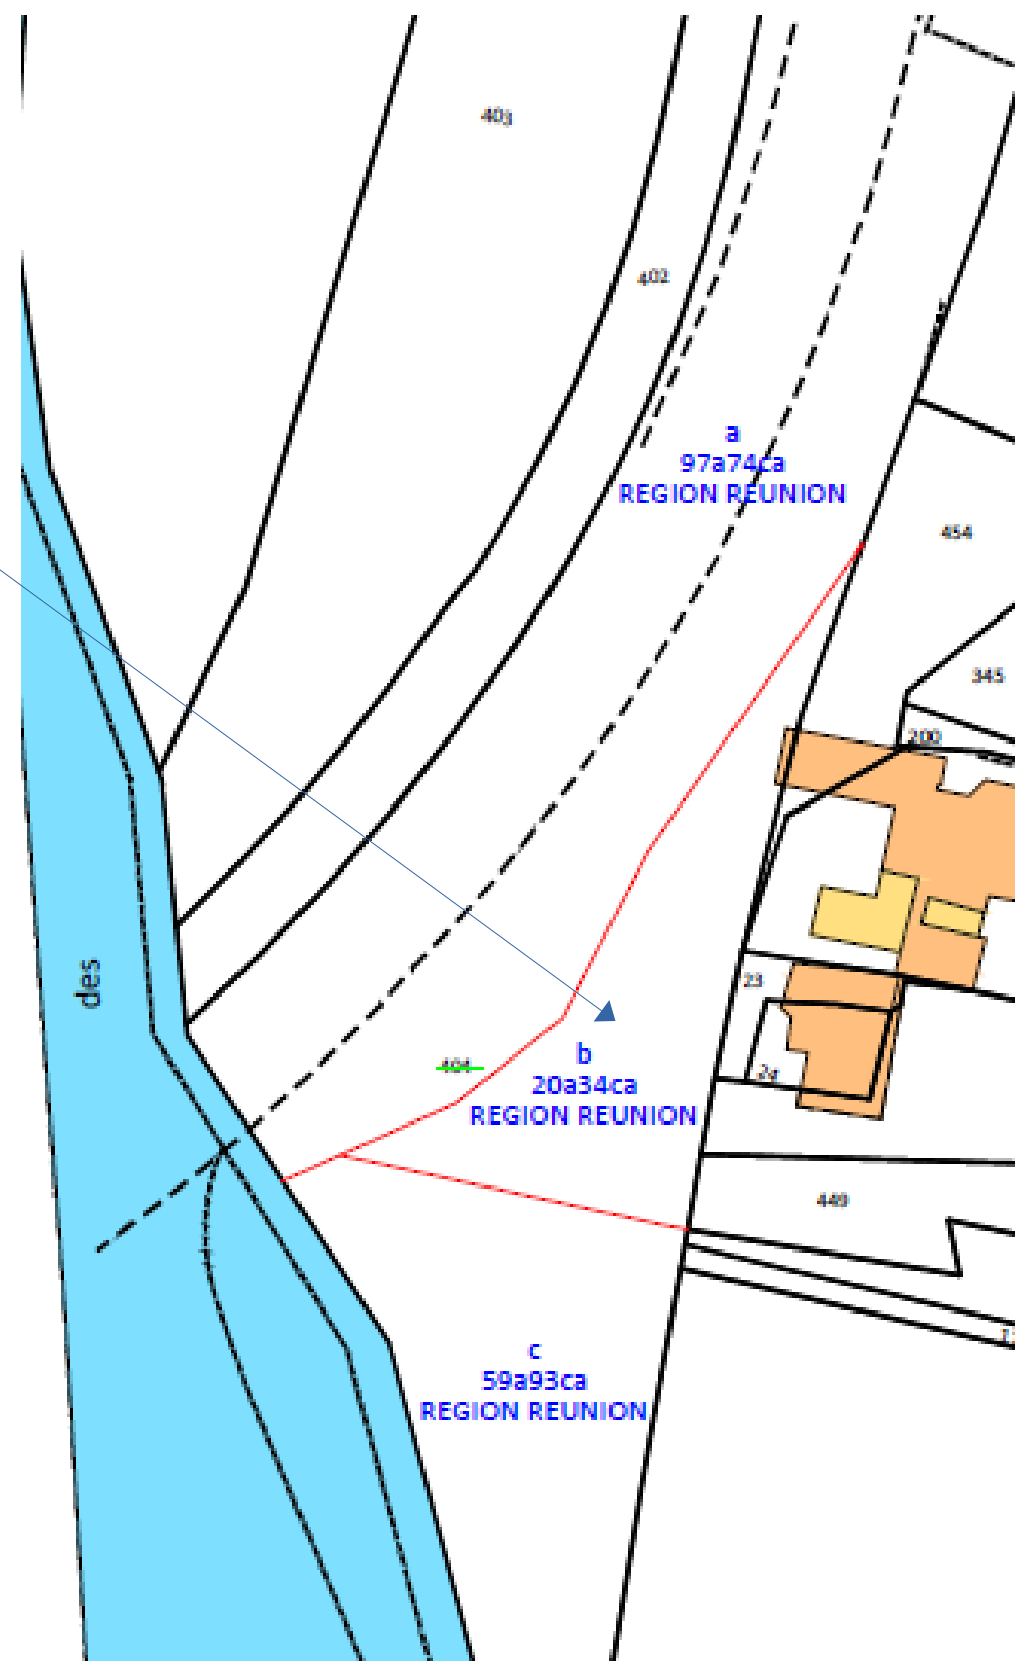 403
402
a
97a74ca
REGION REUNION
454
345
200
des
23
404
b
20a34ca
REGION REUNION
24
449
c
59a93ca
REGION REUNION